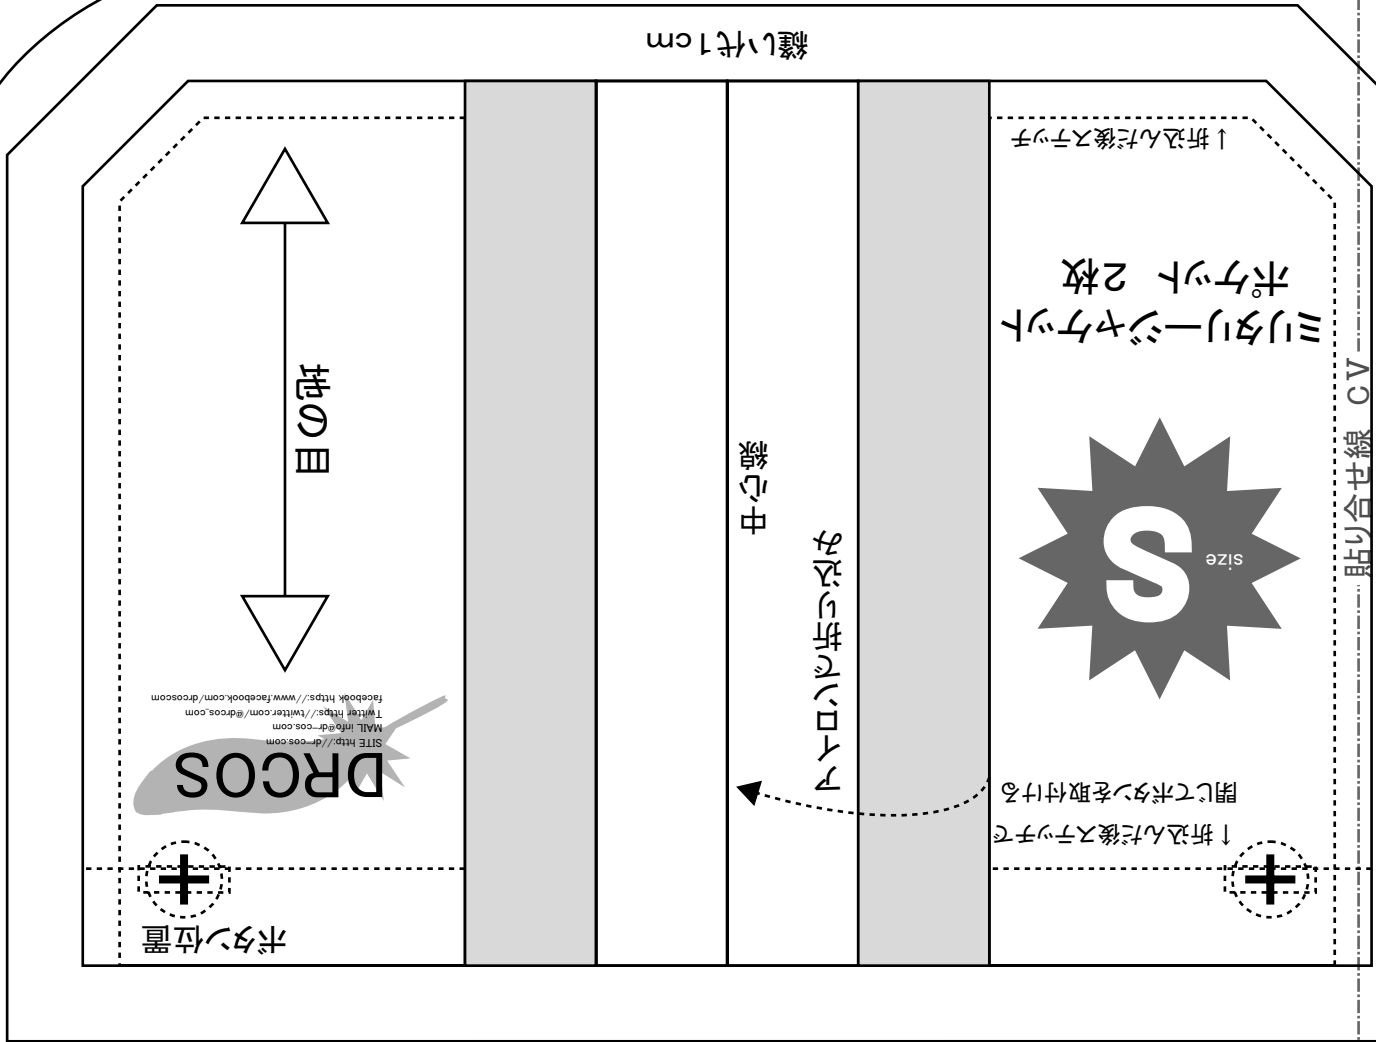 縫い代1cm
↑折込んだ後ステッチ
ミリタリージャケット
ポケット 2枚
size
S
貼り合せ線 CV
地の目
中心線
アイロンで折り込み
↑折込んだ後ステッチで
閉じてボタンを取付ける
ボタン位置
DRCOS
SITE http://dr-cos.com
MAIL info@dr-cos.com
Twitter https://twitter.com/@drcos_com
facebook https://www.facebook.com/drcoscos